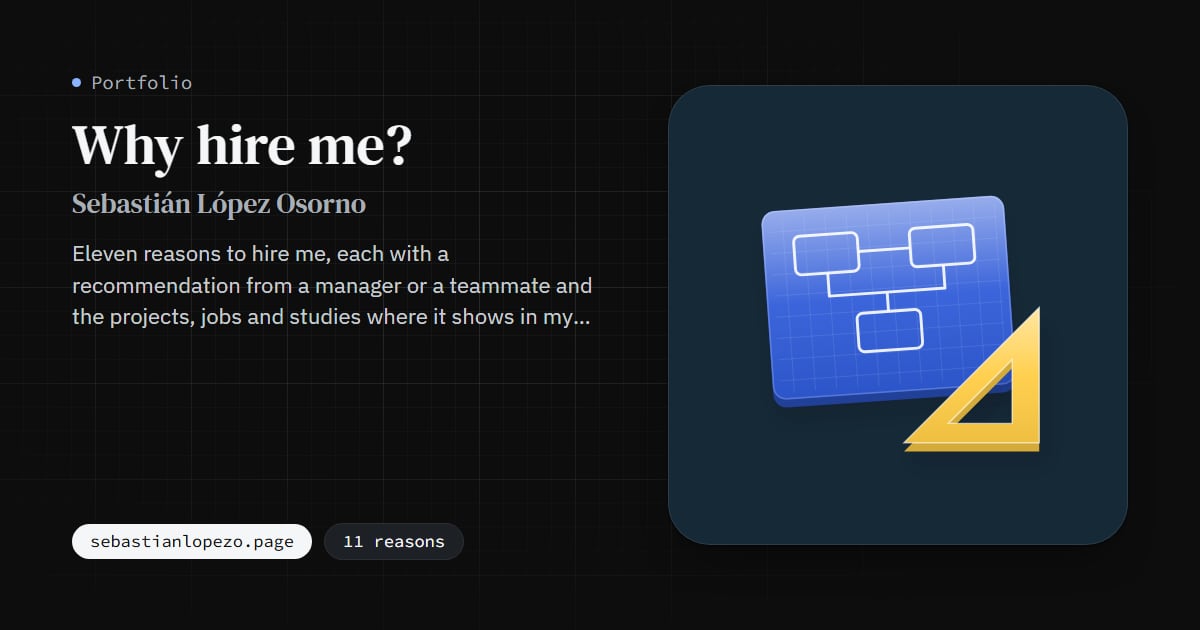 Portfolio
Why hire me?
Sebastián López Osorno
Eleven reasons to hire me, each with a
recommendation from a manager or a teammate and
the projects, jobs and studies where it shows in my...
sebastianlopezo.page
11 reasons